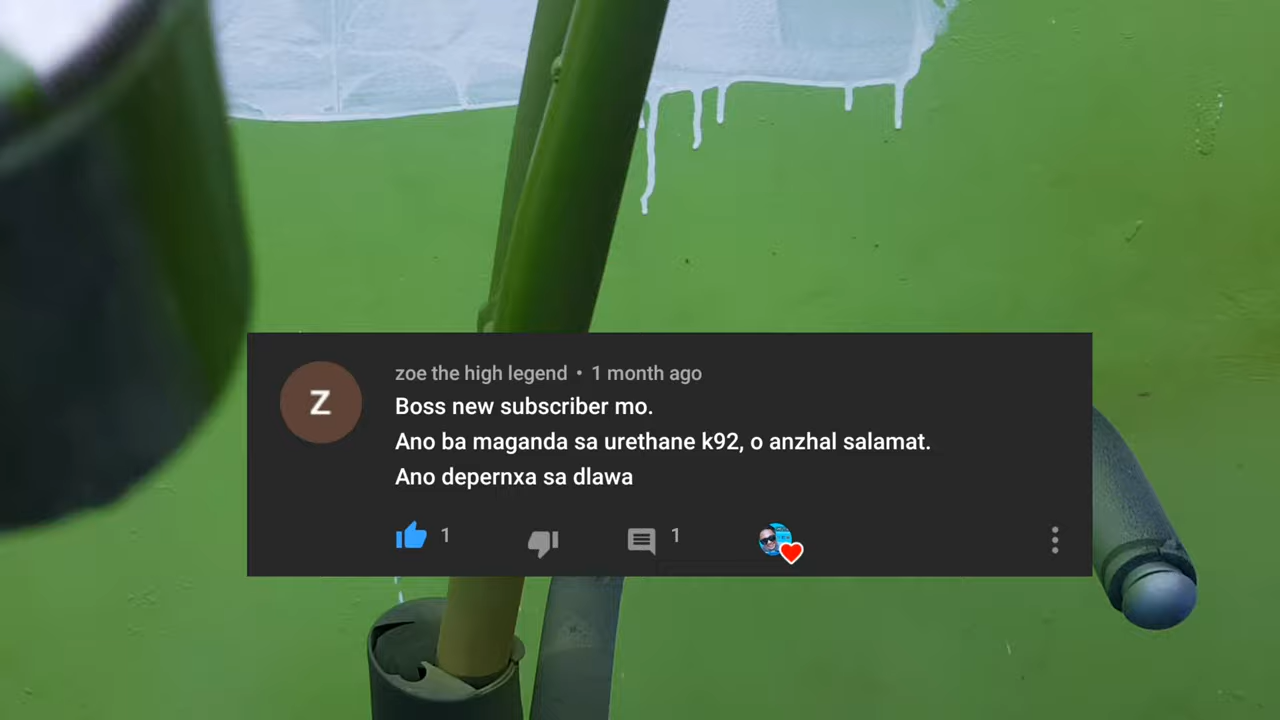 Z
zoe the high legend • 1 month ago
Boss new subscriber mo.
Ano ba maganda sa urethane k92, o anzhal salamat.
Ano depernxa sa dlawa
1
1